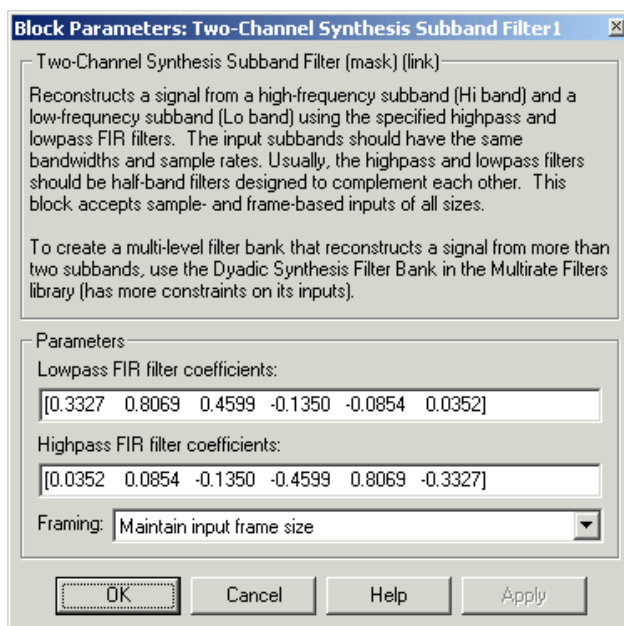 Block Parameters: Two-Channel Synthesis Subband Filter1
Two-Channel Synthesis Subband Filter (mask) (link)
Reconstructs a signal from a high-frequency subband (Hi band) and a
low-frequnecy subband (Lo band) using the specified highpass and
lowpass FIR filters. The input subbands should have the same
bandwidths and sample rates. Usually, the highpass and lowpass filters
should be half-band filters designed to complement each other. This
block accepts sample- and frame-based inputs of all sizes.
To create a multi-level filter bank that reconstructs a signal from more than
two subbands, use the Dyadic Synthesis Filter Bank in the Multirate Filters
library (has more constraints on its inputs).
Parameters
Lowpass FIR filter coefficients:
[0.3327 0.8069 0.4599 -0.1350 -0.0854 0.0352]
Highpass FIR filter coefficients:
[0.0352 0.0854 -0.1350 -0.4599 0.8069 -0.3327]
Framing: Maintain input frame size
OK Cancel Help Apply